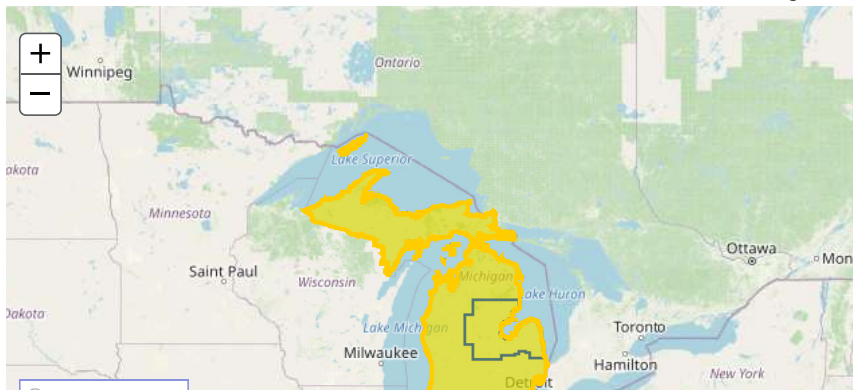 +
Winnipeg
−
Ontario
Lake Superior
akota
Minnesota
Ottawa
Mon
Saint Paul
Michigan
Wisconsin
Lake Huron
Dakota
Lake Michigan
Toronto
Milwaukee
Hamilton
New York
Detroit